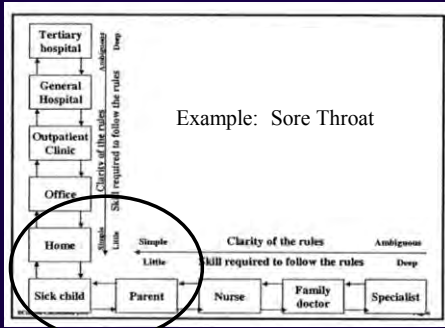 Tertiary
hospital
General
Hospital
Outpatient
Clinic
Office
Home
Ambiguous
Deep
Clarity of the rules
Skill required to follow the rules
Simple
Little
Example: Sore Throat
Simple Clarity of the rules Ambiguous
Little Skill required to follow the rules Deep
Sick child
Parent
Nurse
Family
doctor
Specialist